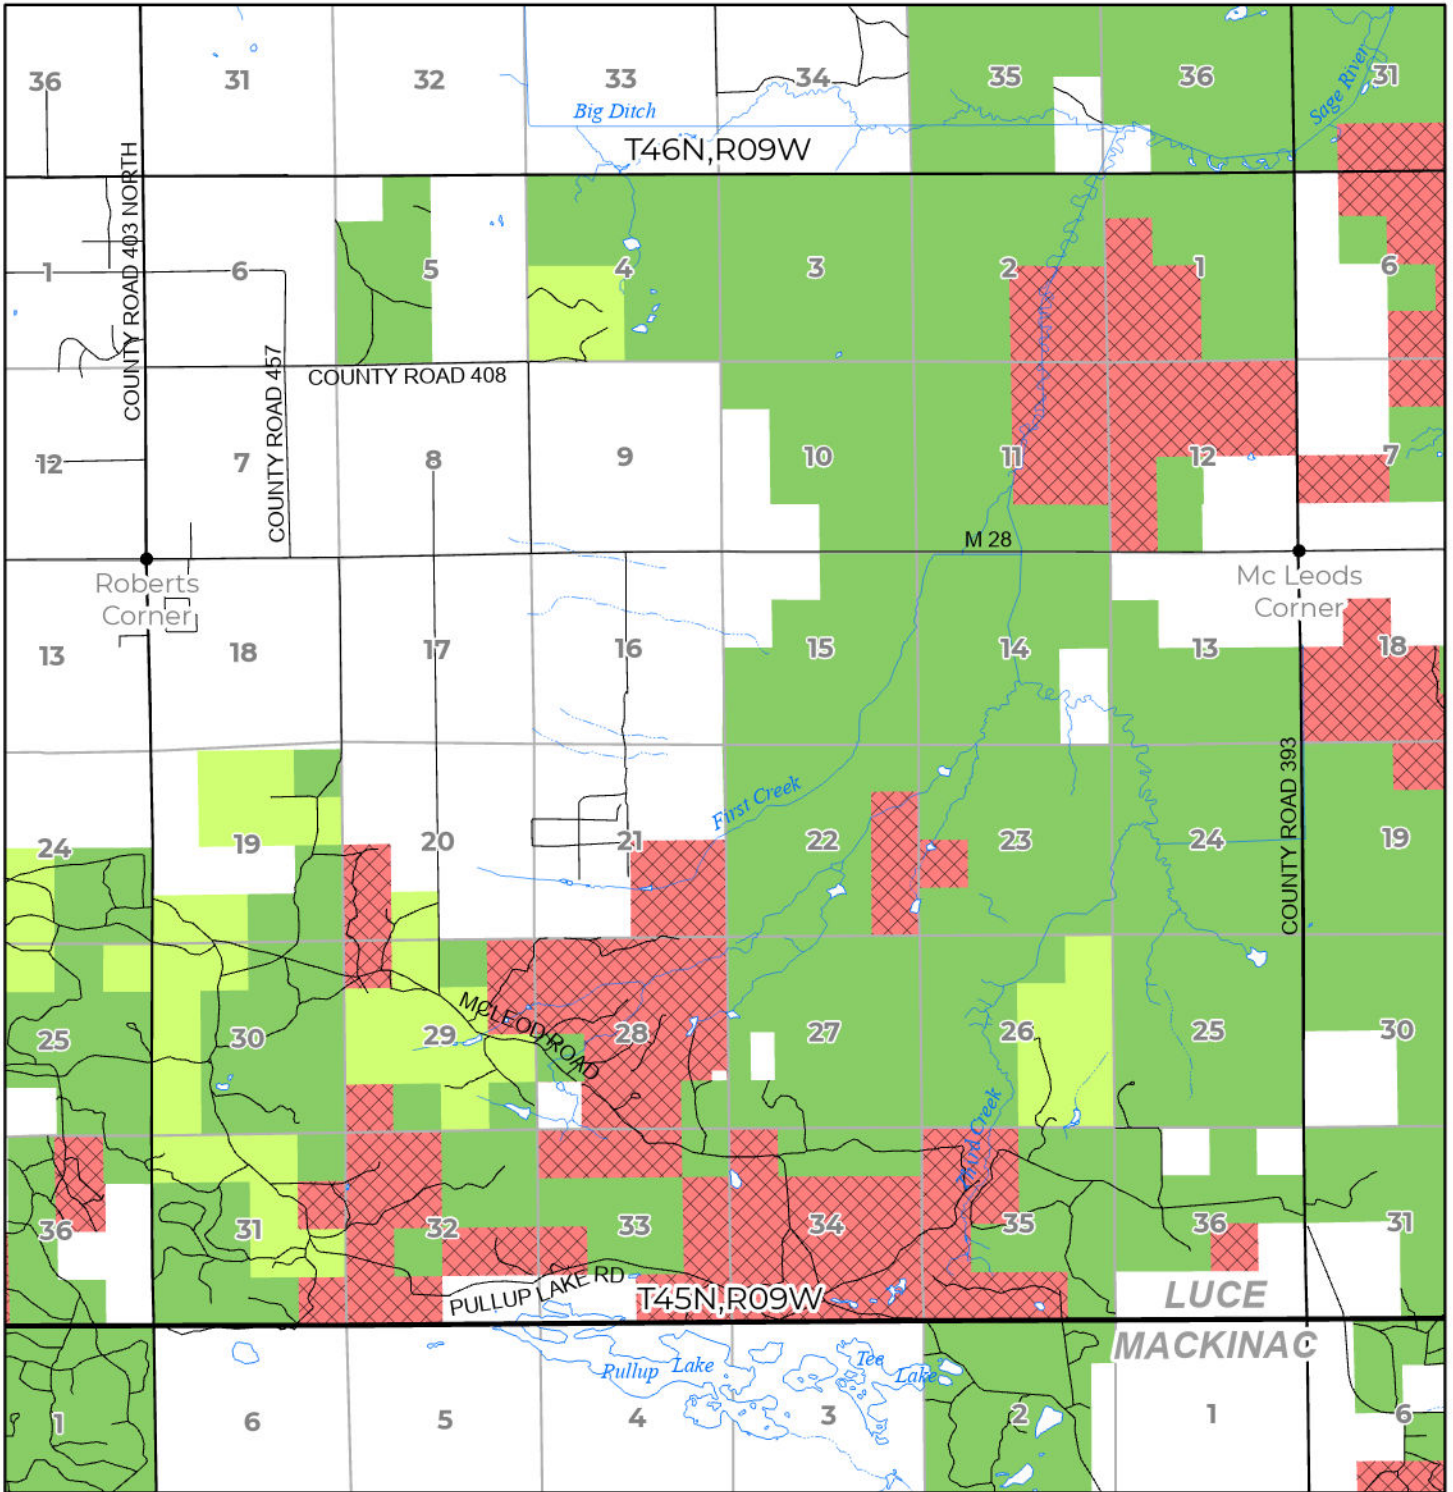 36
31
32
33
34
35
36
31
Sage River
Big Ditch
T46N,R09W
COUNTY ROAD 403 NORTH
1
6
5
4
3
2
1
6
COUNTY ROAD 457
COUNTY ROAD 408
12
7
8
9
10
11
12
7
M 28
Roberts
Corner
Mc Leods
Corner
13
18
17
16
15
14
13
18
COUNTY ROAD 393
First Creek
24
19
20
21
22
23
24
19
MCLEOD ROAD
25
30
29
28
27
26
25
30
Third Creek
36
31
32
33
34
35
36
31
PULLUP LAKE RD
T45N,R09W
LUCE
MACKINAC
Pullup Lake
Tee
Lake
1
6
5
4
3
2
1
6